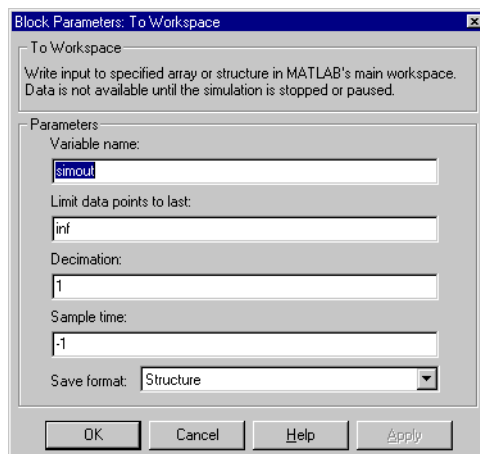 Block Parameters: To Workspace
To Workspace
Write input to specified array or structure in MATLAB's main workspace.
Data is not available until the simulation is stopped or paused.
Parameters
Variable name:
simout
Limit data points to last:
inf
Decimation:
1
Sample time:
-1
Save format: Structure
OK Cancel Help Apply